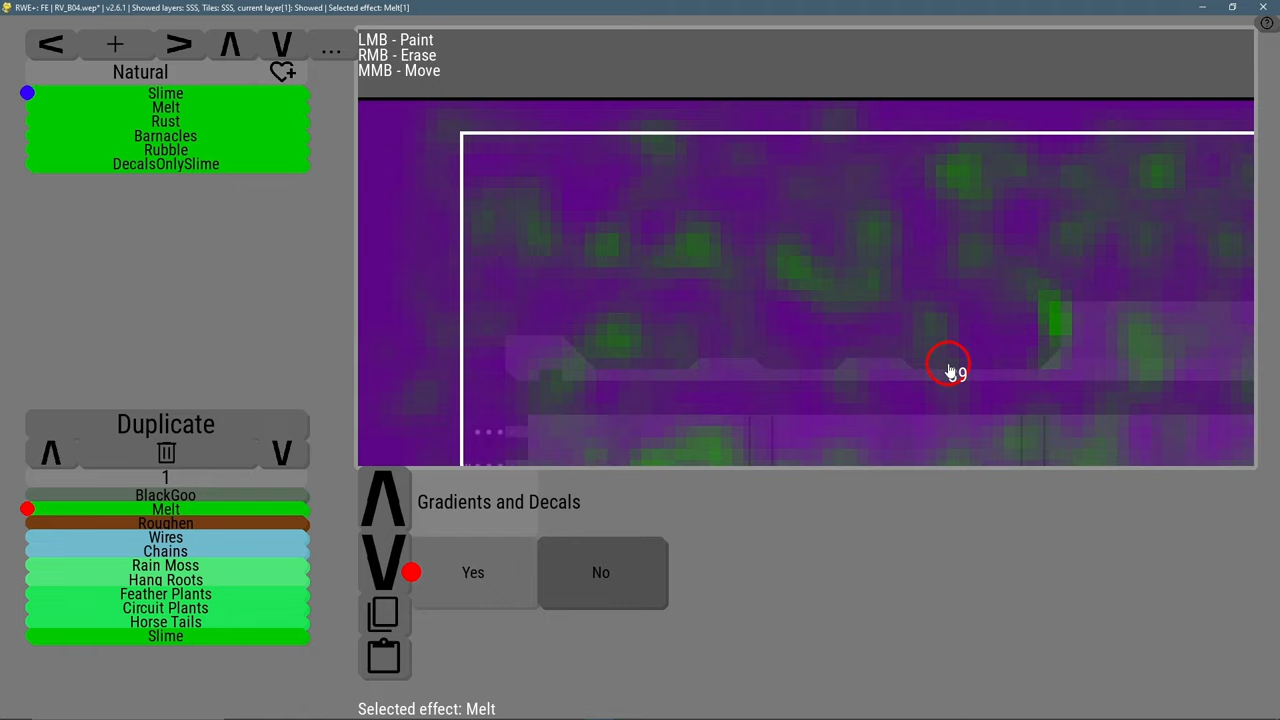 RWE+: FE | RV_B04.wep* | v2.6.1 | Showed layers: SSS, Tiles: SSS, current layer[1]: Showed | Selected effect: Melt[1]
< + > Λ V ...
Natural
Slime
Melt
Rust
Barnacles
Rubble
DecalsOnlySlime
LMB - Paint
RMB - Erase
MMB - Move
Duplicate
1
BlackGoo
Melt
Roughen
Wires
Chains
Rain Moss
Hang Roots
Feather Plants
Circuit Plants
Horse Tails
Slime
Gradients and Decals
Yes
No
Selected effect: Melt